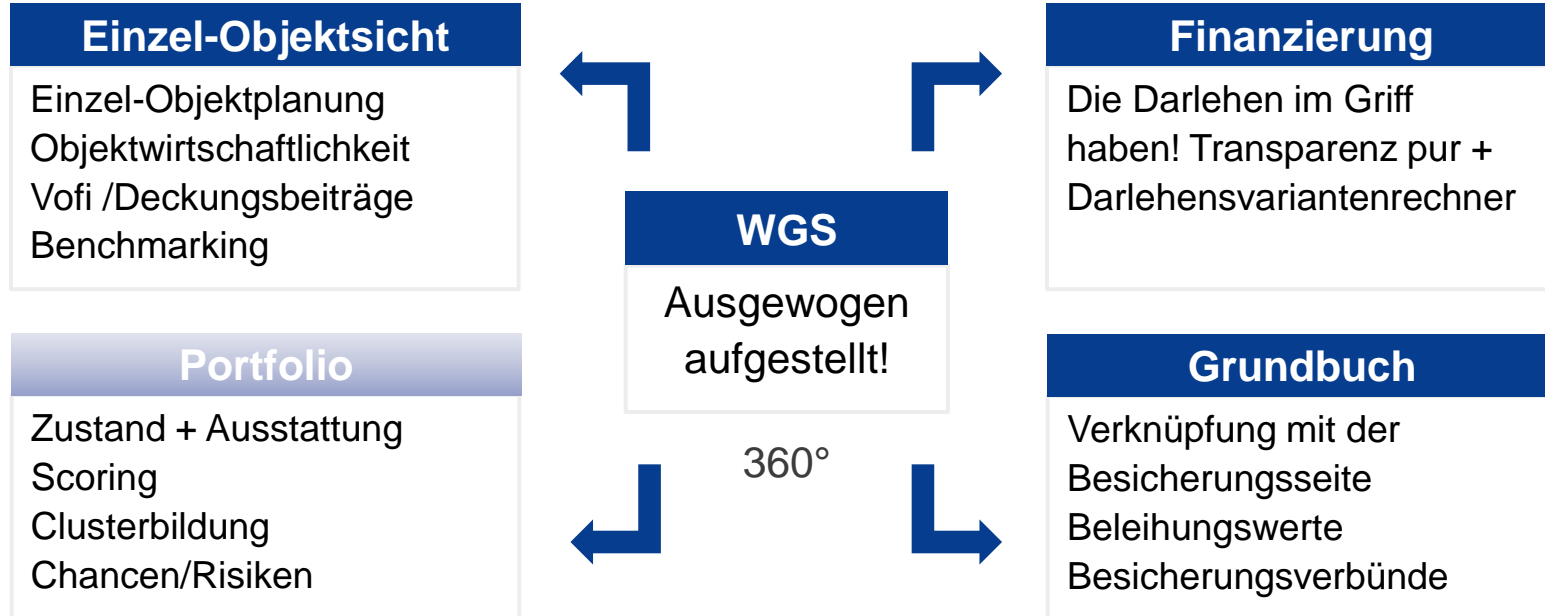 Einzel-Objektsicht
Einzel-Objektplanung
Objektwirtschaftlichkeit
Vofi /Deckungsbeiträge
Benchmarking
Finanzierung
Die Darlehen im Griff
haben! Transparenz pur +
Darlehensvariantenrechner
WGS
Ausgewogen
aufgestellt!
360°
Portfolio
Zustand + Ausstattung
Scoring
Clusterbildung
Chancen/Risiken
Grundbuch
Verknüpfung mit der
Besicherungsseite
Beleihungswerte
Besicherungsverbünde